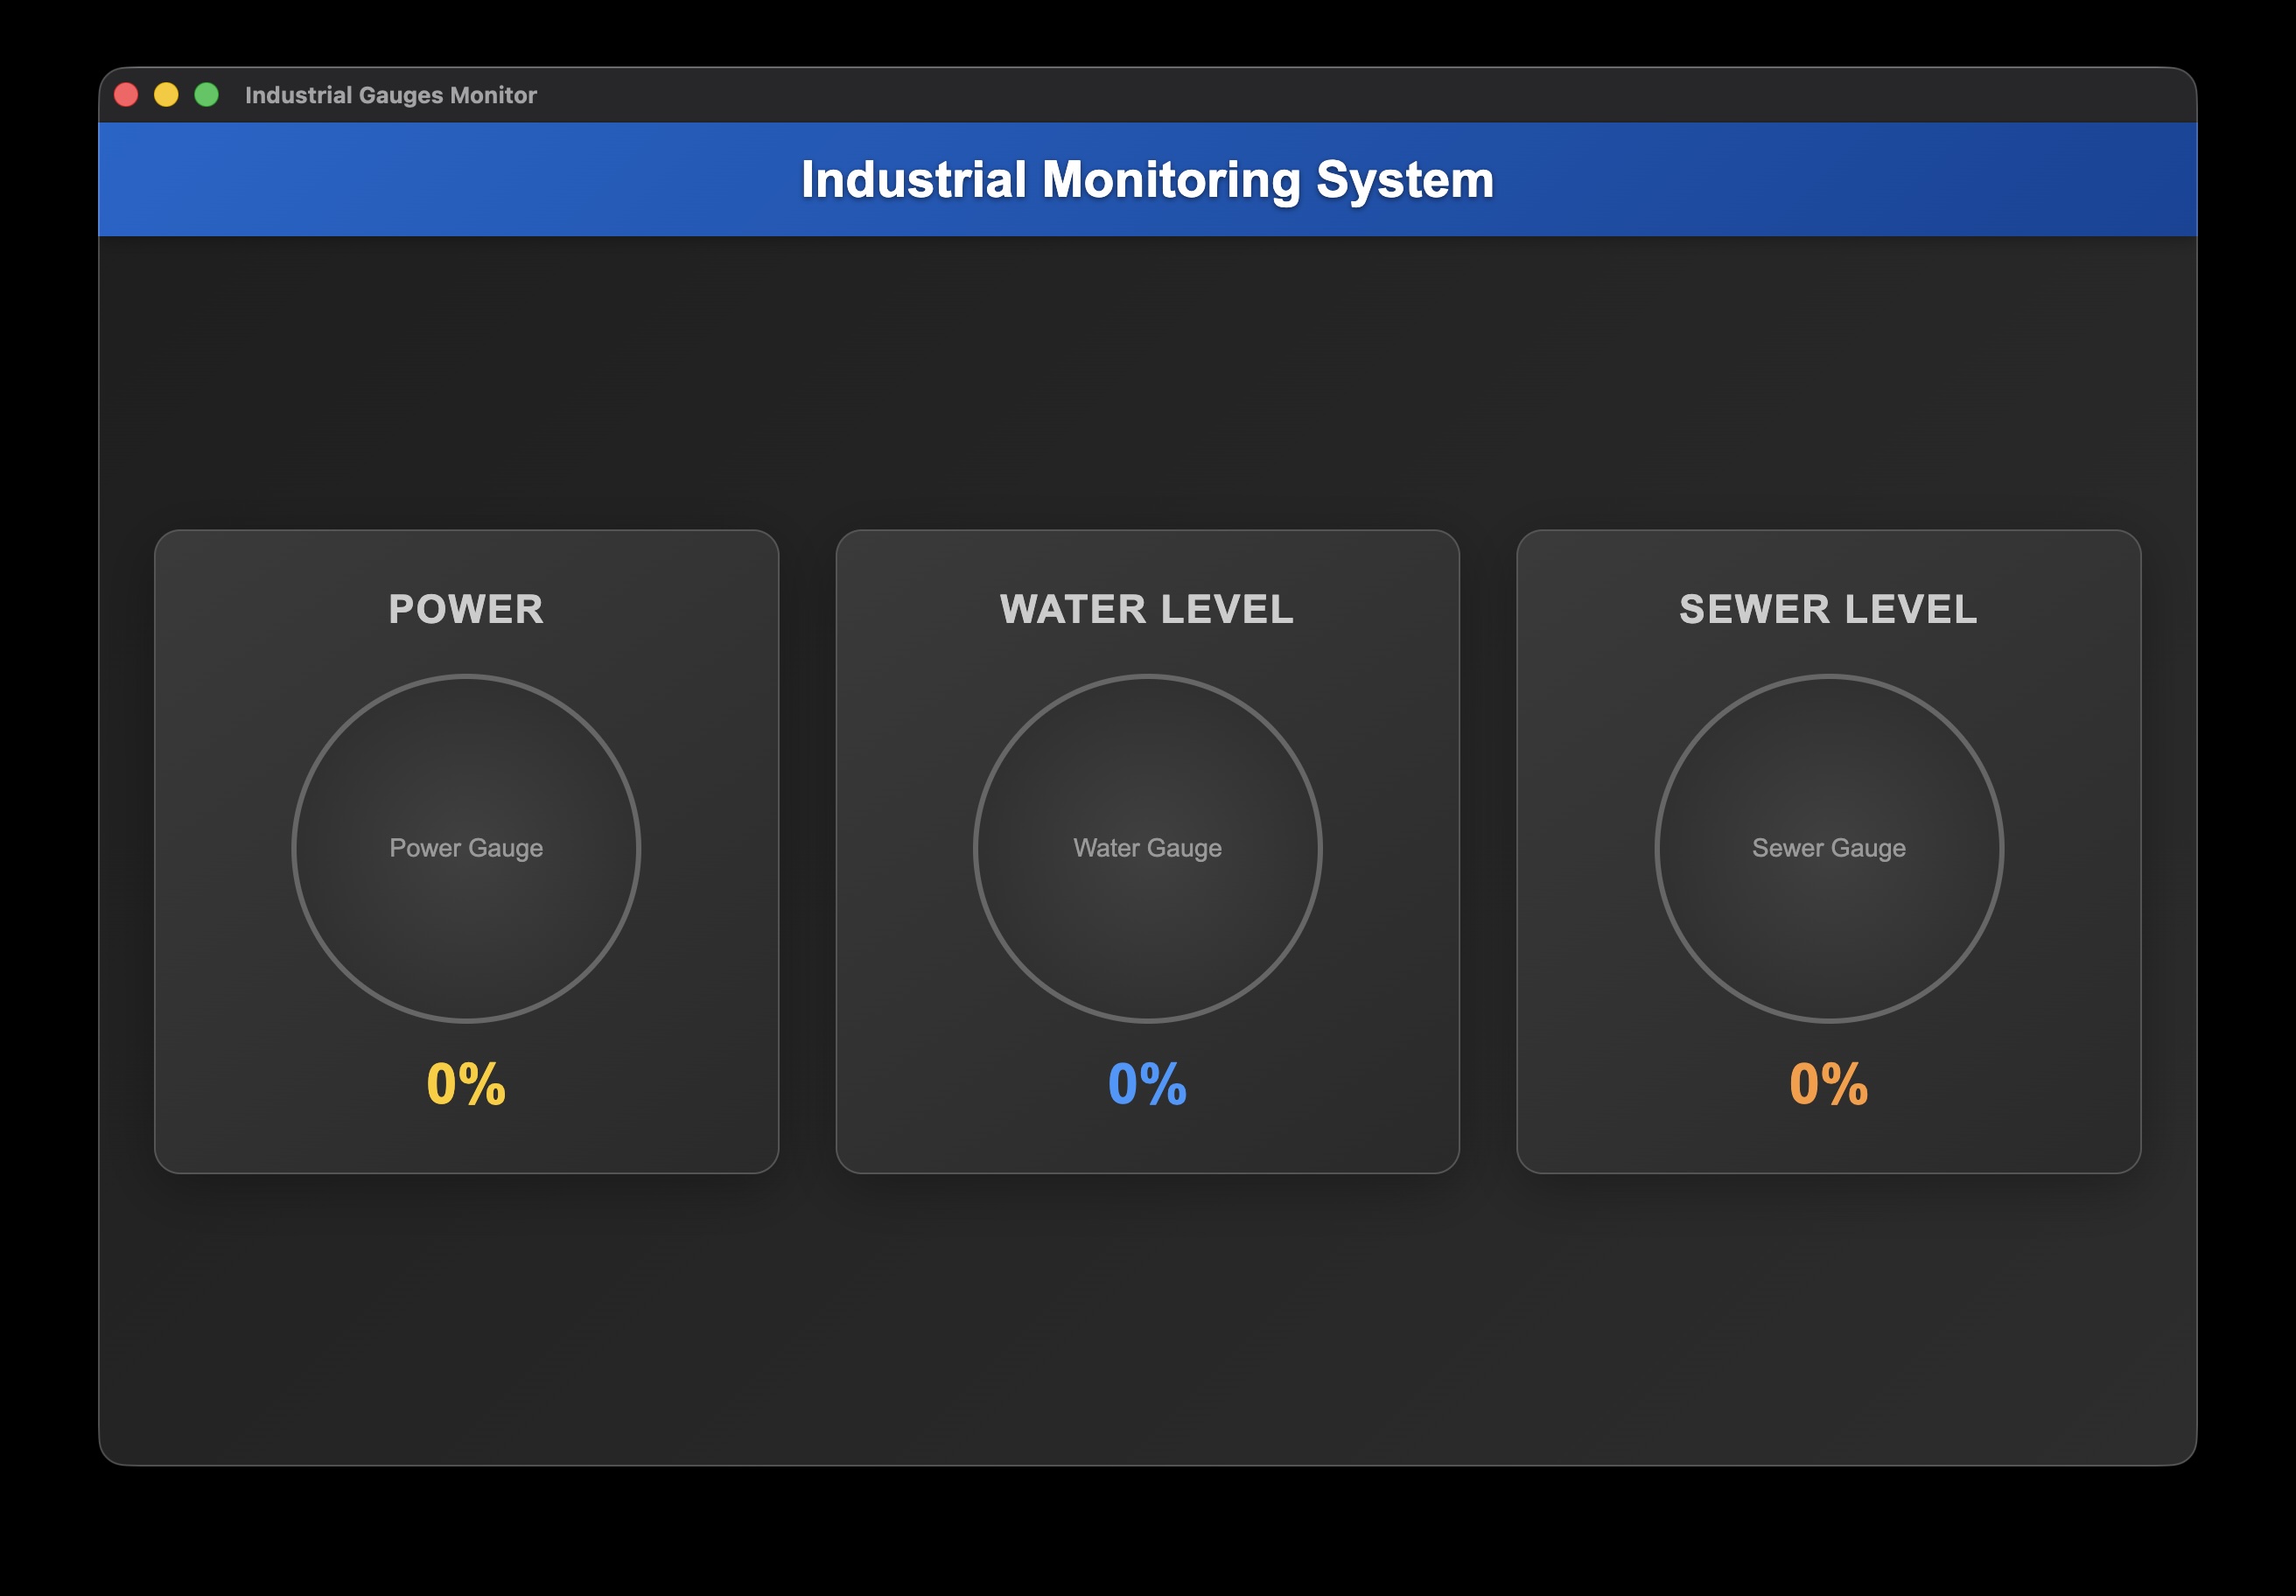 Industrial Gauges Monitor
Industrial Monitoring System
POWER
Power Gauge
0%
WATER LEVEL
Water Gauge
0%
SEWER LEVEL
Sewer Gauge
0%